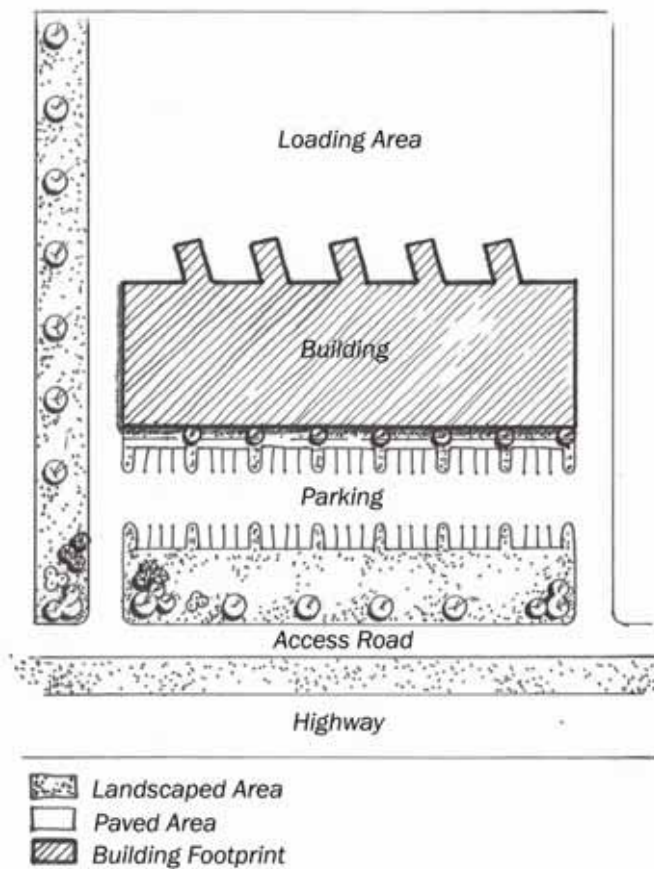 Loading Area
Building
Parking
Access Road
Highway
Landscaped Area
Paved Area
Building Footprint